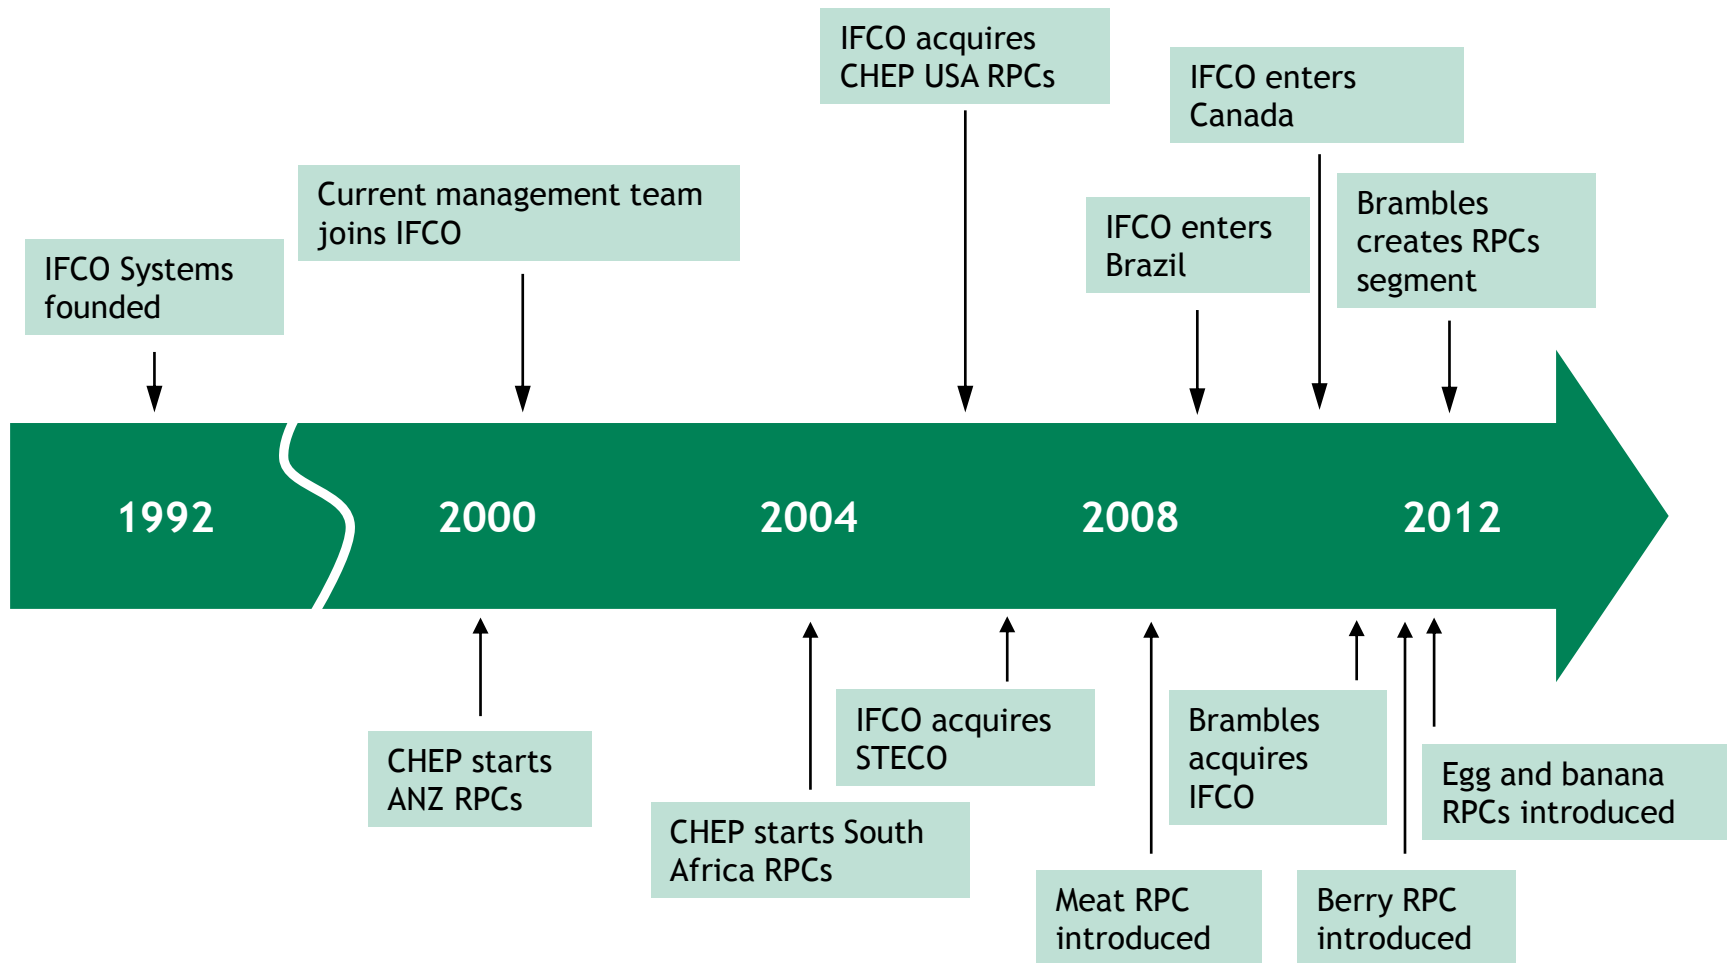 IFCO acquires
CHEP USA RPCs
IFCO enters
Canada
Current management team
joins IFCO
Brambles
creates RPCs
segment
IFCO enters
Brazil
IFCO Systems
founded
1992
2000
2004
2008
2012
CHEP starts
ANZ RPCs
CHEP starts South
Africa RPCs
IFCO acquires
STECO
Meat RPC
introduced
Brambles
acquires
IFCO
Berry RPC
introduced
Egg and banana
RPCs introduced